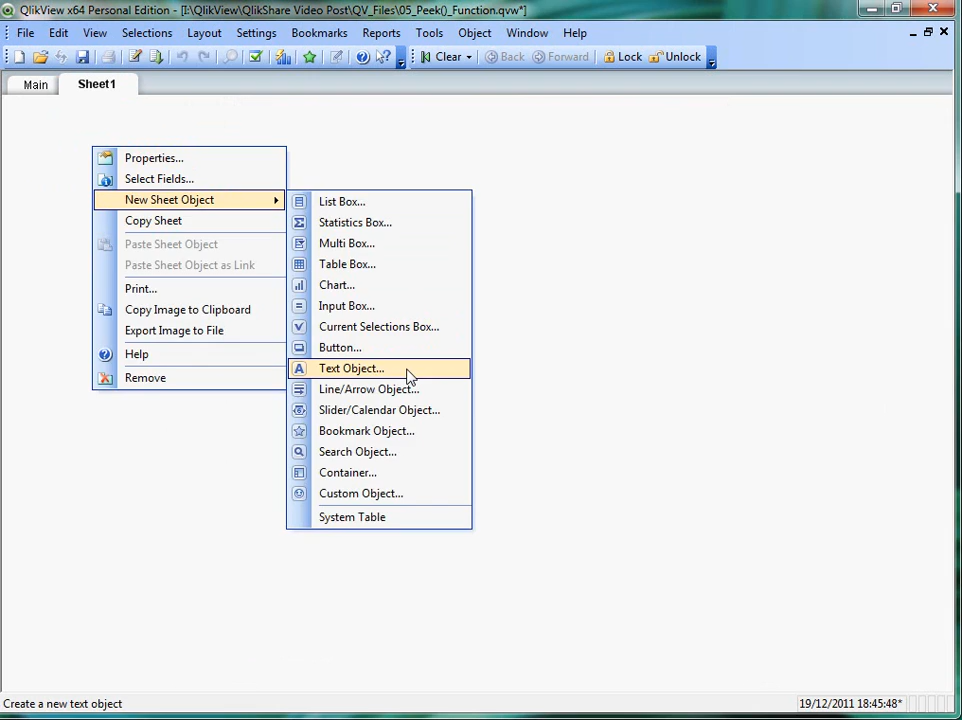 QlikView x64 Personal Edition - [I:\QlikView\QlikShare Video Post\QV_Files\05_Peek()_Function.qvw*]
File Edit View Selections Layout Settings Bookmarks Reports Tools Object Window Help
Clear Back Forward Lock Unlock
Main Sheet1
Properties...
Select Fields...
New Sheet Object
Copy Sheet
Paste Sheet Object
Paste Sheet Object as Link
Print...
Copy Image to Clipboard
Export Image to File
Help
Remove
List Box...
Statistics Box...
Multi Box...
Table Box...
Chart...
Input Box...
Current Selections Box...
Button...
Text Object...
Line/Arrow Object...
Slider/Calendar Object...
Bookmark Object...
Search Object...
Container...
Custom Object...
System Table
Create a new text object
19/12/2011 18:45:48*